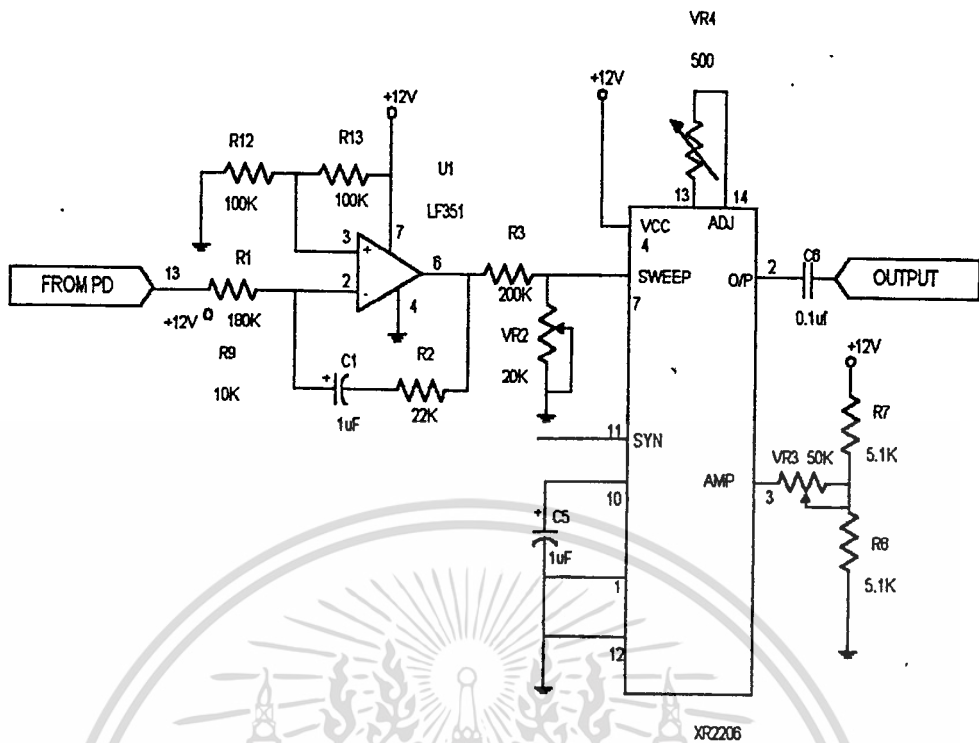 VR4
500
+12V
+12V
R12
R13
U1
100K
100K
LF351
13
14
VCC
ADJ
4
7
3
+
2
-
6
4
R3
200K
SWEEP
7
O/P
2
C6
0.1uf
OUTPUT
FROM PD
13
R1
180K
+12V
R9
10K
C1
+
1uF
R2
22K
VR2
20K
+12V
R7
5.1K
11
SYN
VR3 50K
AMP
3
10
+
C5
1uF
R6
5.1K
1
12
XR2206